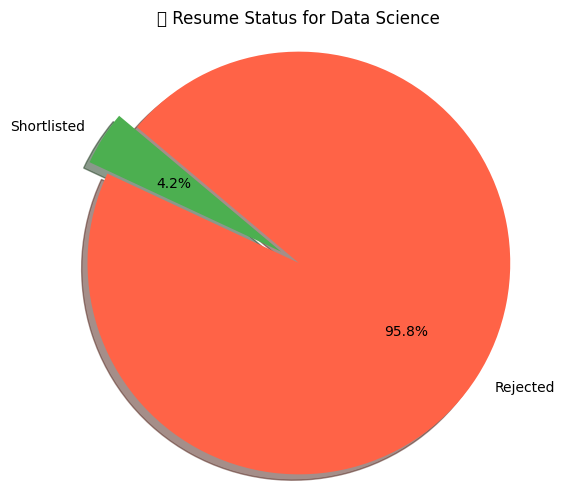 Resume Status for Data Science
Shortlisted
4.2%
95.8%
Rejected